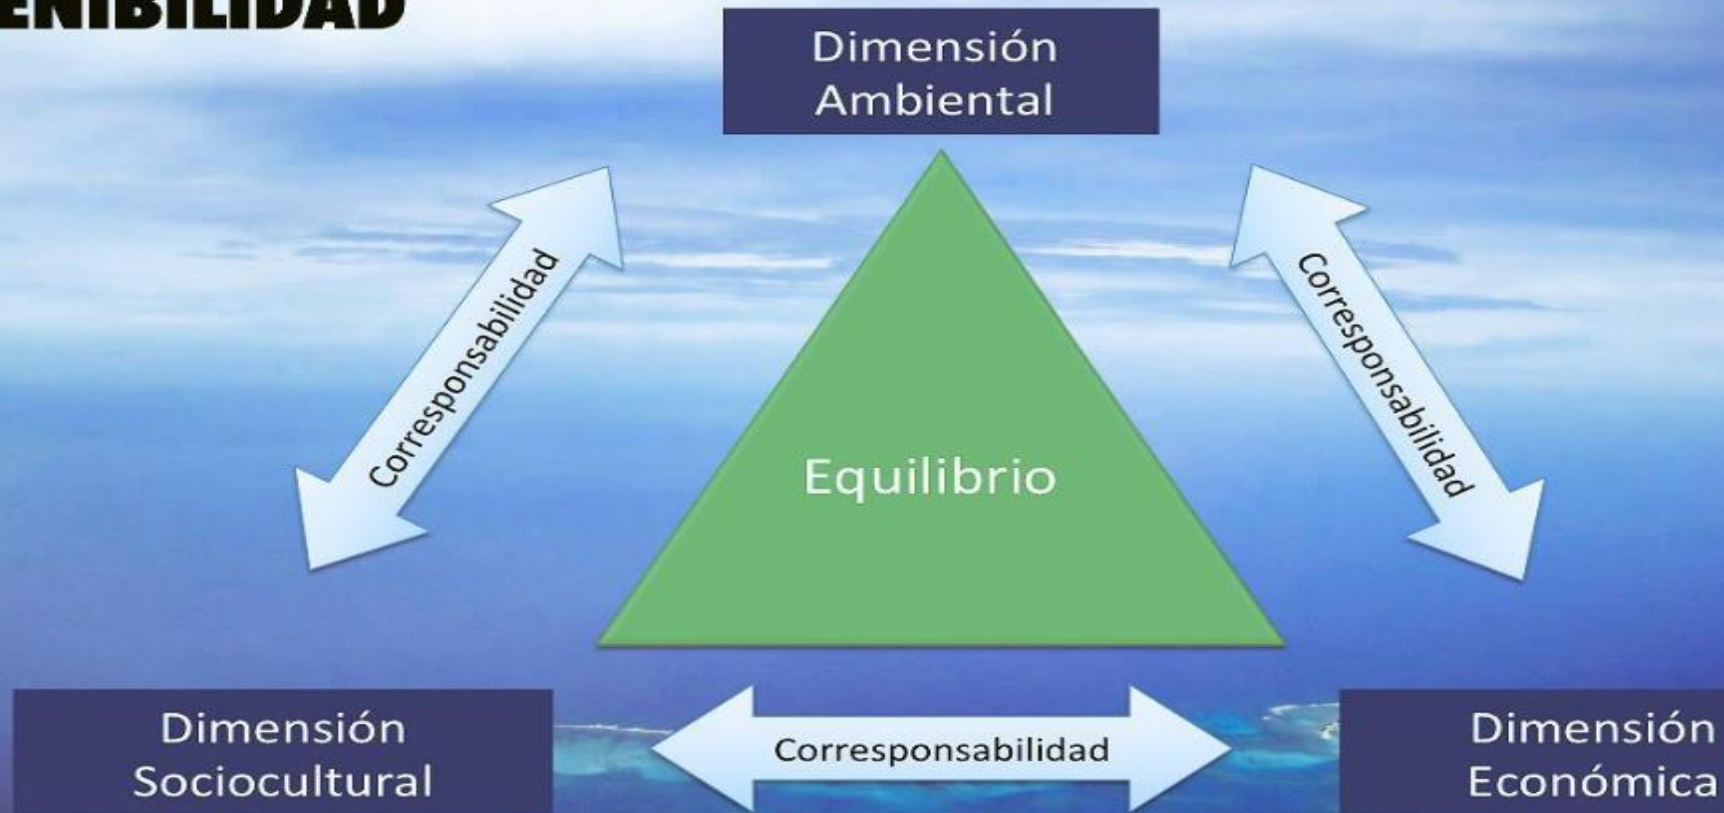 ENIBILIDAD
Dimensión
Ambiental
Corresponsabilidad
Corresponsabilidad
Equilibrio
Dimensión
Sociocultural
Corresponsabilidad
Dimensión
Económica